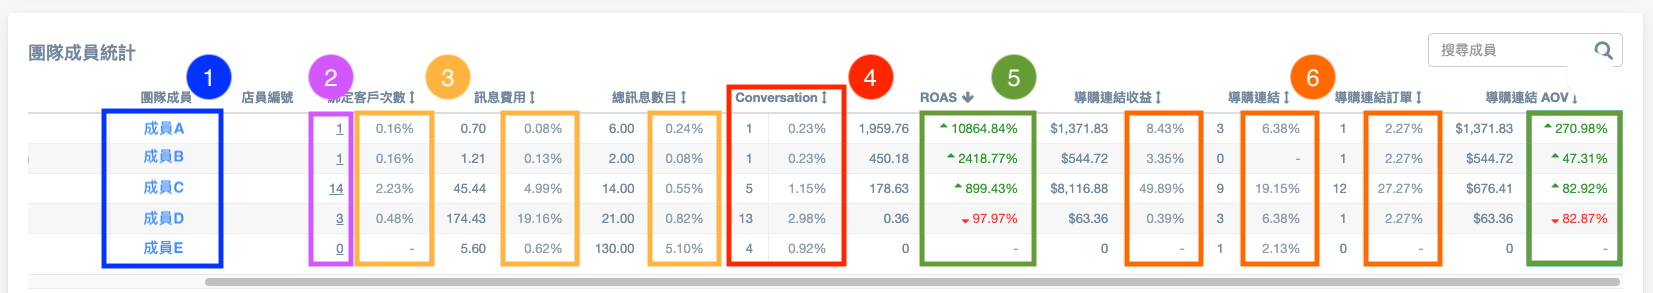 團隊成員統計
搜尋成員
1 2 3 4 5 6
團隊成員 店員編號 綁定客戶次數 訊息費用 總訊息數目 Conversation ROAS 導購連結收益 導購連結 導購連結訂單 導購連結 AOV
成員A 1 0.16% 0.70 0.08% 6.00 0.24% 1 0.23% 1,959.76 10864.84% $1,371.83 8.43% 3 6.38% 1 2.27% $1,371.83 270.98%
成員B 1 0.16% 1.21 0.13% 2.00 0.08% 1 0.23% 450.18 2418.77% $544.72 3.35% 0 - 1 2.27% $544.72 47.31%
成員C 14 2.23% 45.44 4.99% 14.00 0.55% 5 1.15% 178.63 899.43% $8,116.88 49.89% 9 19.15% 12 27.27% $676.41 82.92%
成員D 3 0.48% 174.43 19.16% 21.00 0.82% 13 2.98% 0.36 97.97% $63.36 0.39% 3 6.38% 1 2.27% $63.36 82.87%
成員E 0 - 5.60 0.62% 130.00 5.10% 4 0.92% 0 - 0 - 1 2.13% 0 - 0 -